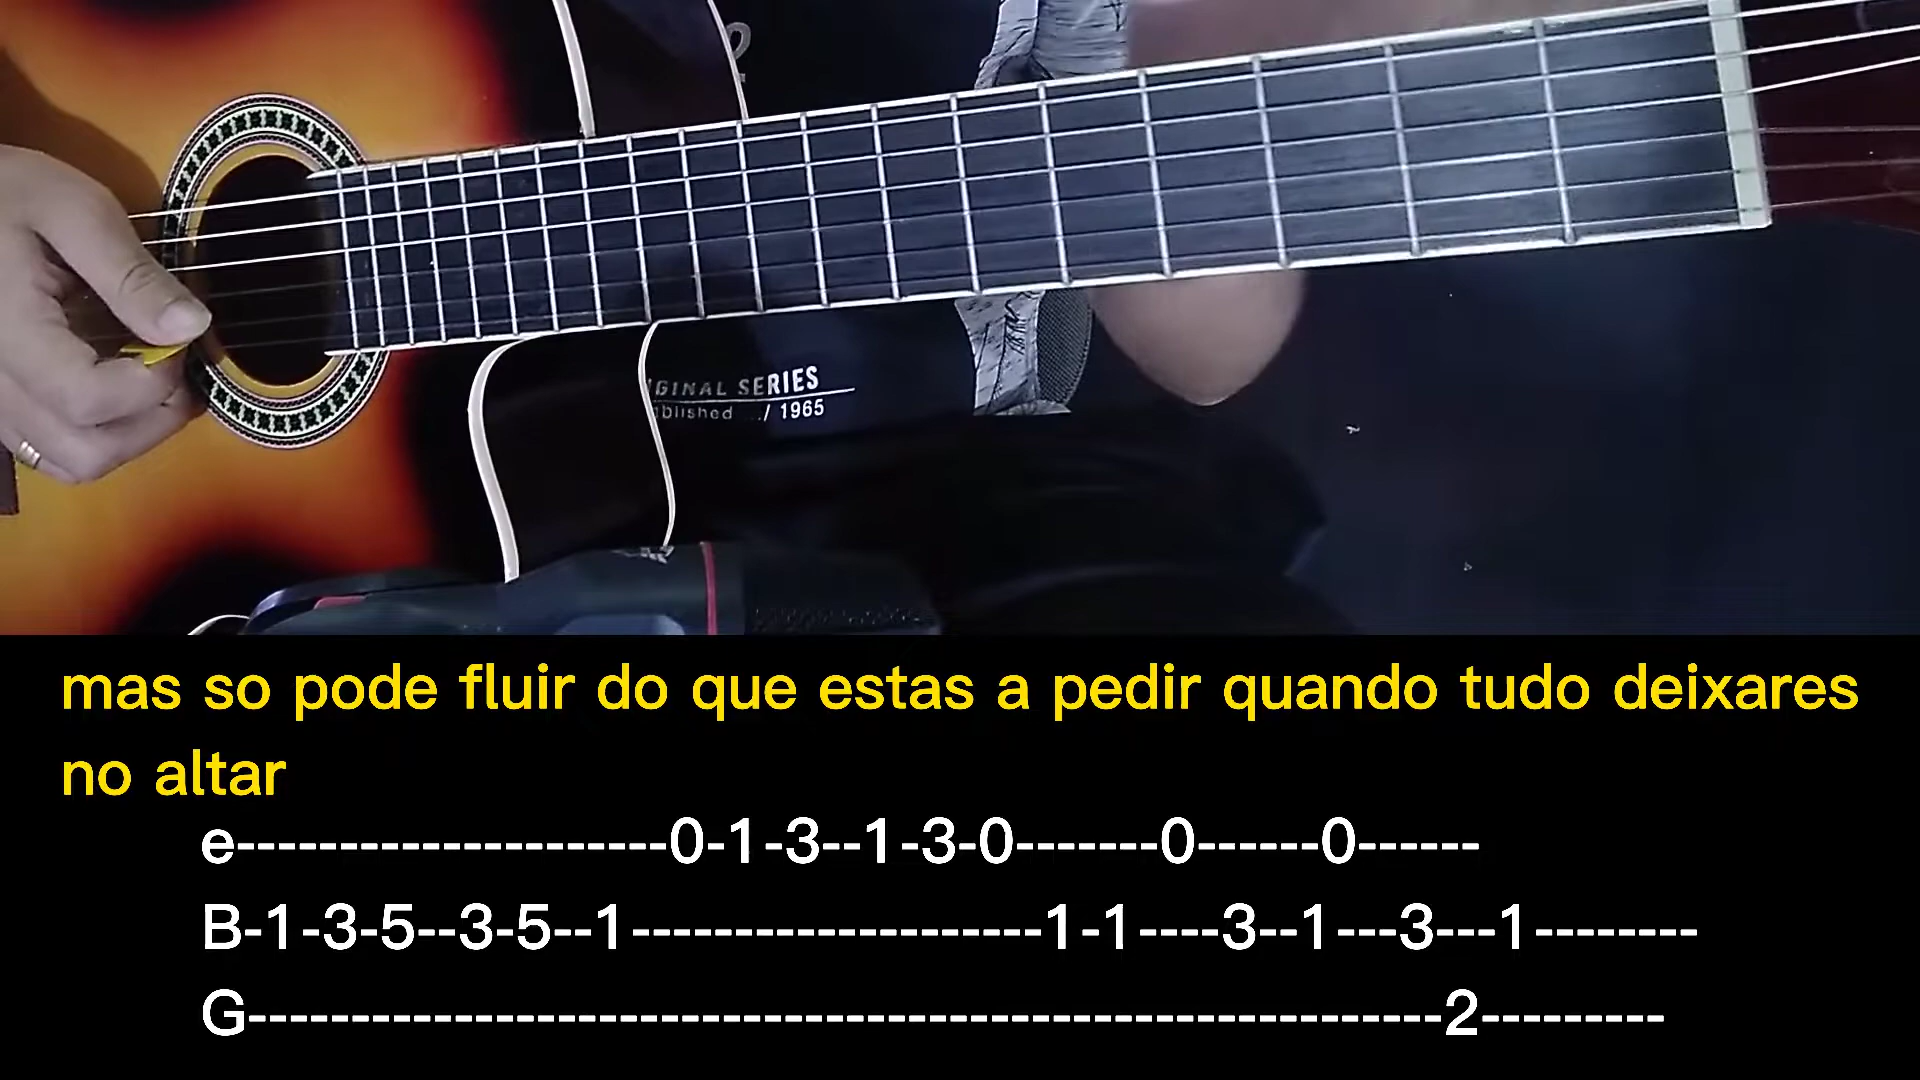 GINAL SERIES
blished / 1965
mas so pode fluir do que estas a pedir quando tudo deixares
no altar
e---------------------0-1-3--1-3-0-------0------0------
B-1-3-5--3-5--1--------------------1-1----3--1---3---1--------
G-----------------------------------------------------------2---------